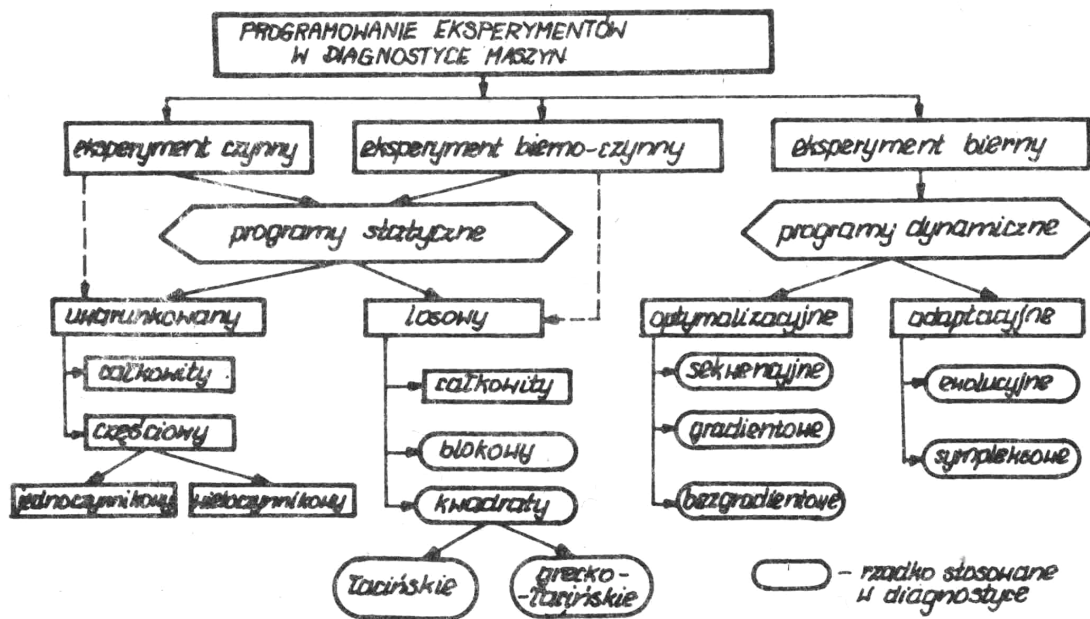 PROGRAMOWANIE EKSPERYMENTÓW
W DIAGNOSTYCE MASZYN
eksperyment czynny
eksperyment bierno-czynny
eksperyment bierny
programy statyczne
programy dynamiczne
uwarunkowany
losowy
optymalizacyjne
adaptacyjne
całkowity
całkowity
sekwencyjne
ewolucyjne
częściowy
blokowy
gradientowe
sympleksowe
jednoczynnikowy
wieloczynnikowy
kwadraty
bezgradientowe
łacińskie
grecko-
-łacińskie
- rzadko stosowane
w diagnostyce